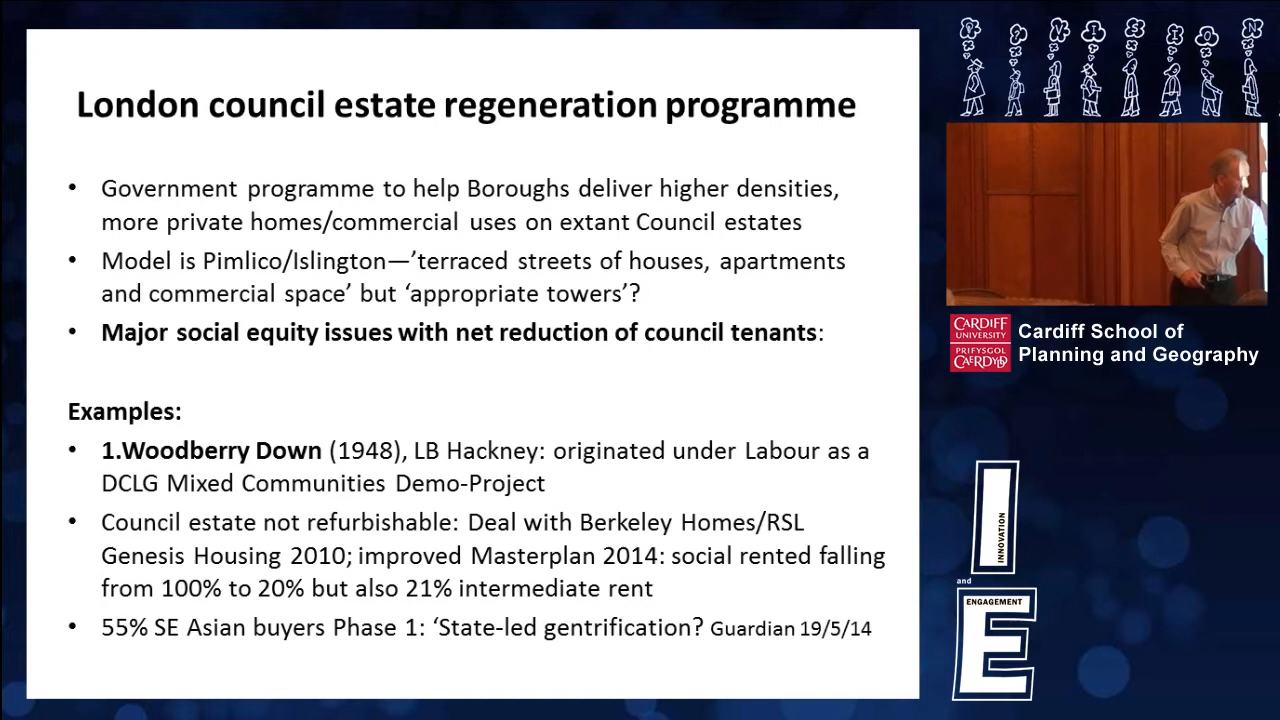 London council estate regeneration programme
• Government programme to help Boroughs deliver higher densities,
more private homes/commercial uses on extant Council estates
• Model is Pimlico/Islington—’terraced streets of houses, apartments
and commercial space’ but ‘appropriate towers’?
• Major social equity issues with net reduction of council tenants:
Examples:
• 1.Woodberry Down (1948), LB Hackney: originated under Labour as a
DCLG Mixed Communities Demo-Project
• Council estate not refurbishable: Deal with Berkeley Homes/RSL
Genesis Housing 2010; improved Masterplan 2014: social rented falling
from 100% to 20% but also 21% intermediate rent
• 55% SE Asian buyers Phase 1: ‘State-led gentrification? Guardian 19/5/14
CARDIFF
UNIVERSITY
PRIFYSGOL
CAERDYDD
Cardiff School of
Planning and Geography
I
INNOVATION
and
ENGAGEMENT
E